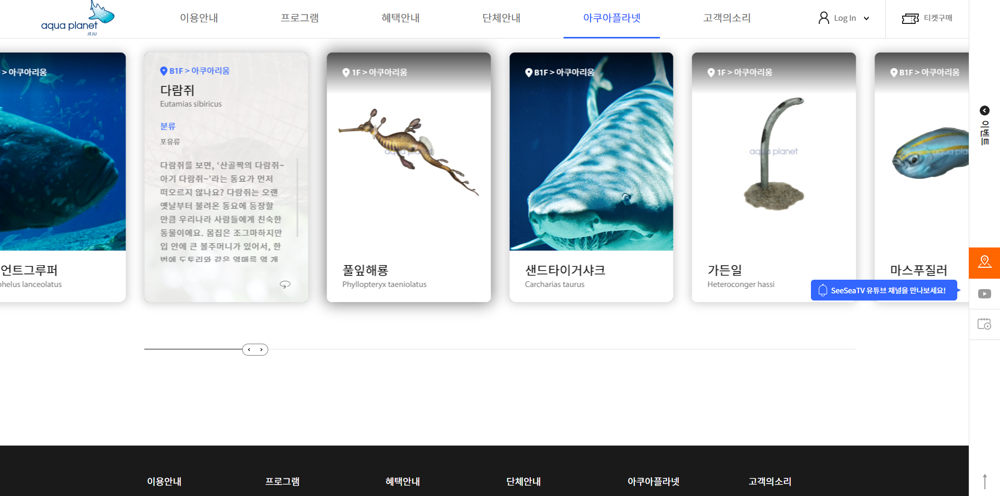 aqua planet
JEJU
이용안내
프로그램
혜택안내
단체안내
아쿠아플라넷
고객의소리
Log In
티켓구매
> 아쿠아리움
언트그루퍼
helus lanceolatus
B1F > 아쿠아리움
다람쥐
Eutamias sibiricus
분류
포유류
다람쥐를 보면, ‘산골짝의 다람쥐~
아기 다람쥐~’라는 동요가 먼저
떠오르지 않나요? 다람쥐는 오랜
옛날부터 불려온 동요에 등장할
만큼 우리나라 사람들에게 친숙한
동물이에요. 몸집은 조그마하지만
입 안에 큰 볼주머니가 있어서, 한
번에 도토리와 같은 열매를 열 개
1F > 아쿠아리움
aqua planet
풀잎해룡
Phyllopteryx taeniolatus
B1F > 아쿠아리움
샌드타이거샤크
Carcharias taurus
1F > 아쿠아리움
aqua planet
가든일
Heteroconger hassi
B1F > 아쿠아리움
aqua pla
마스푸질러
SeeSeaTV 유튜브 채널을 만나보세요!
이벤트
이용안내
프로그램
혜택안내
단체안내
아쿠아플라넷
고객의소리